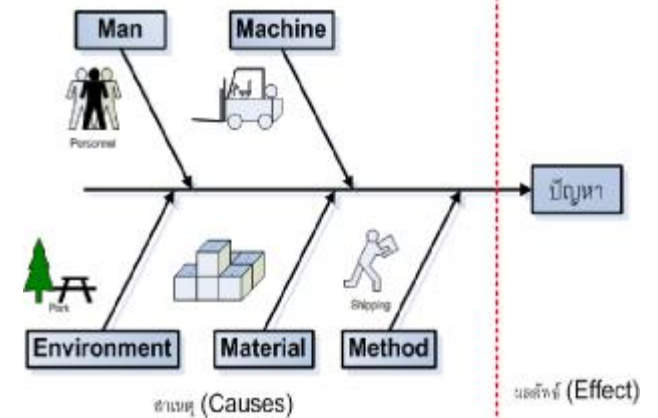 Man
Machine
Personnel
ปัญหา
Park
Shipping
Environment
Material
Method
สาเหตุ (Causes)
ผลลัพธ์ (Effect)